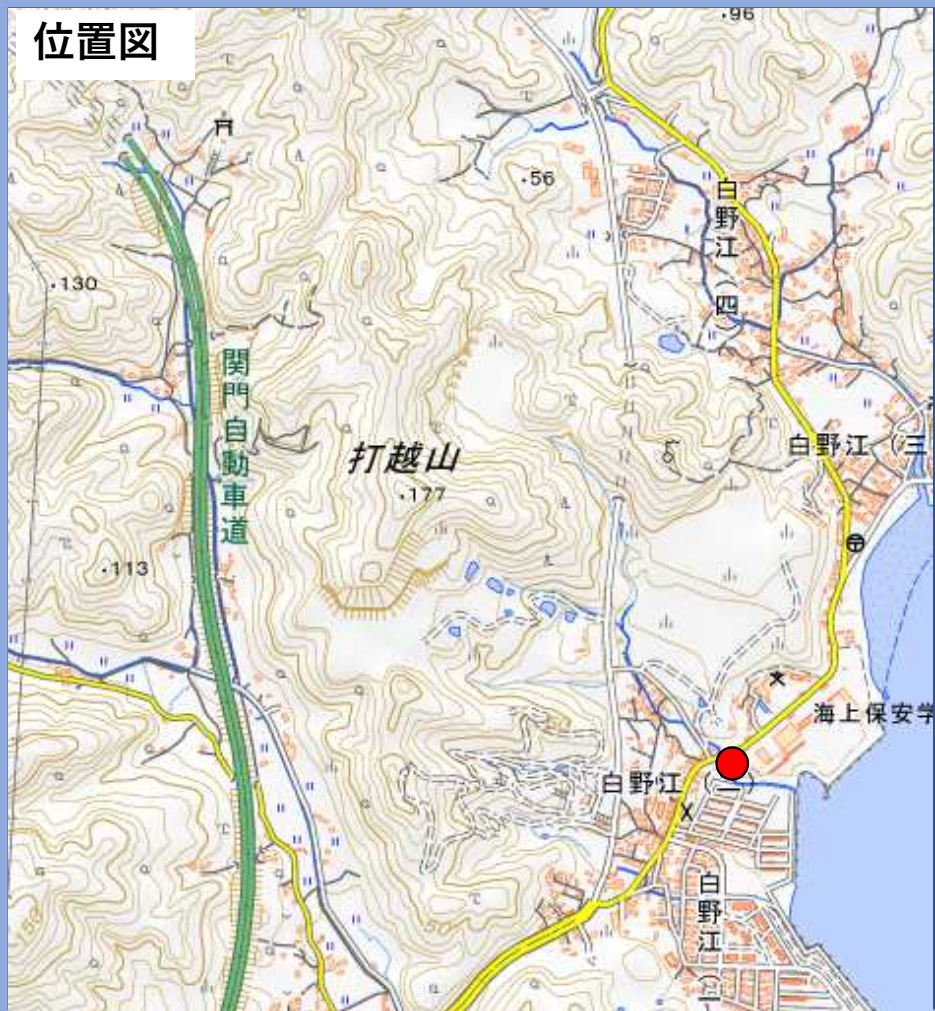 位置図
・96
・56
白野江(四)
・130
関門自動車道
白野江(三
打越山
・177
・113
海上保安学
白野江(二)
白野江(二
50